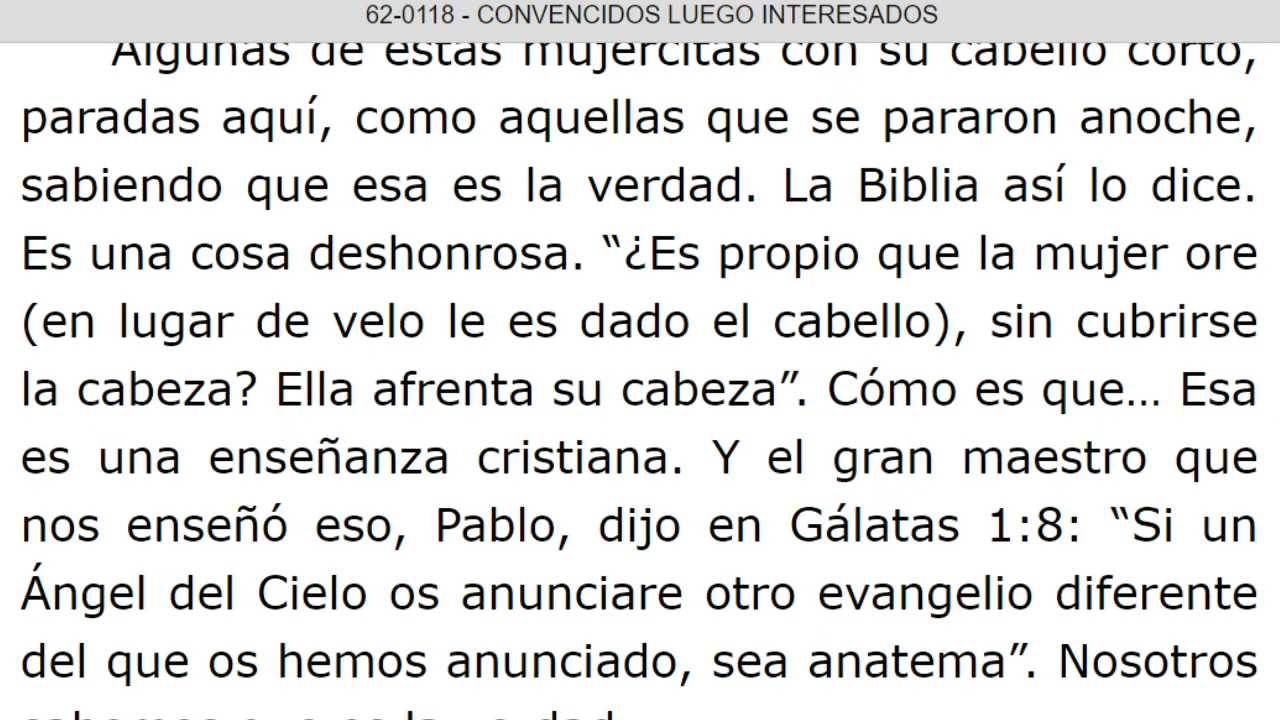 62-0118 - CONVENCIDOS LUEGO INTERESADOS
Algunas de estas mujercitas con su cabello corto,
paradas aquí, como aquellas que se pararon anoche,
sabiendo que esa es la verdad. La Biblia así lo dice.
Es una cosa deshonrosa. “¿Es propio que la mujer ore
(en lugar de velo le es dado el cabello), sin cubrirse
la cabeza? Ella afrenta su cabeza”. Cómo es que… Esa
es una enseñanza cristiana. Y el gran maestro que
nos enseñó eso, Pablo, dijo en Gálatas 1:8: “Si un
Ángel del Cielo os anunciare otro evangelio diferente
del que os hemos anunciado, sea anatema”. Nosotros
sabemos que es la verdad.